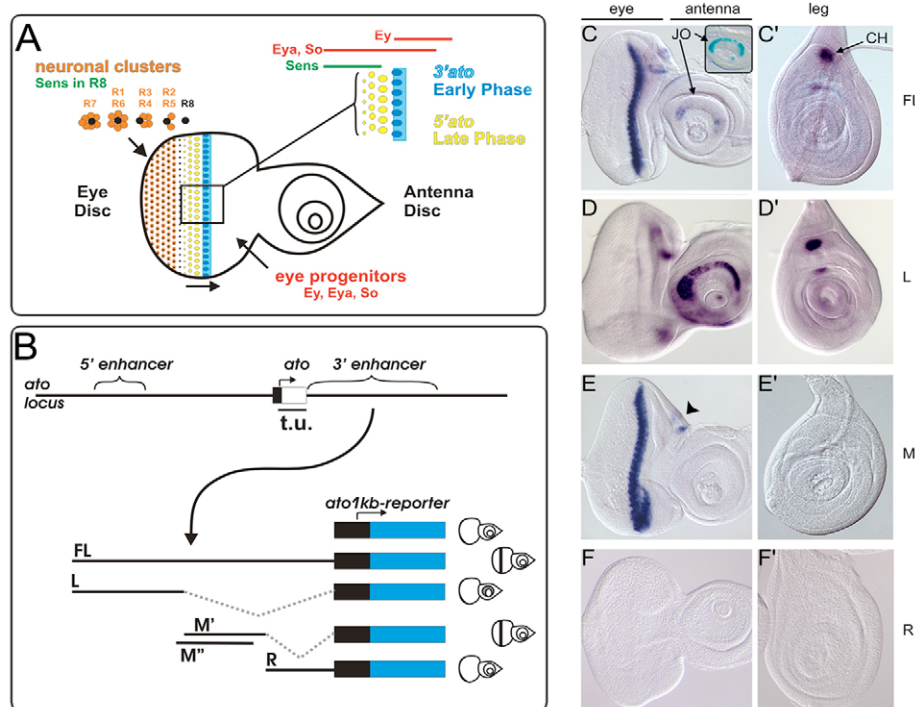 A
neuronal clusters
Sens in R8
R7
R1
R6
R3
R4
R2
R5
R8
Ey
Eya, So
Sens
3'ato
Early Phase
5'ato
Late Phase
Eye
Disc
Antenna
Disc
eye progenitors
Ey, Eya, So
B
5' enhancer
ato
3' enhancer
ato
locus
t.u.
ato1kb-reporter
FL
L
M'
M"
R
eye
antenna
leg
C
JO
C'
CH
Fl
D
D'
L
E
E'
M
F
F'
R